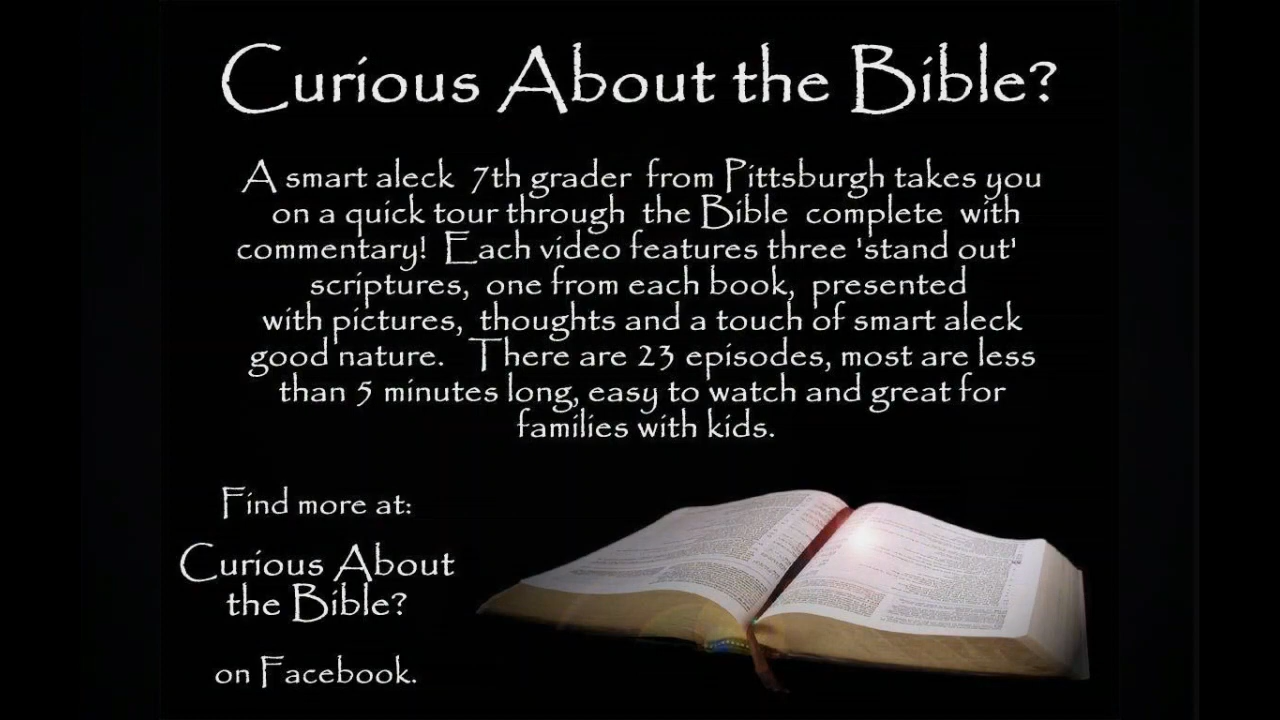 Curious About the Bible?
A smart aleck 7th grader from Pittsburgh takes you
on a quick tour through the Bible complete with
commentary! Each video features three 'stand out'
scriptures, one from each book, presented
with pictures, thoughts and a touch of smart aleck
good nature. There are 23 episodes, most are less
than 5 minutes long, easy to watch and great for
families with kids.
Find more at:
Curious About
the Bible?
on Facebook.